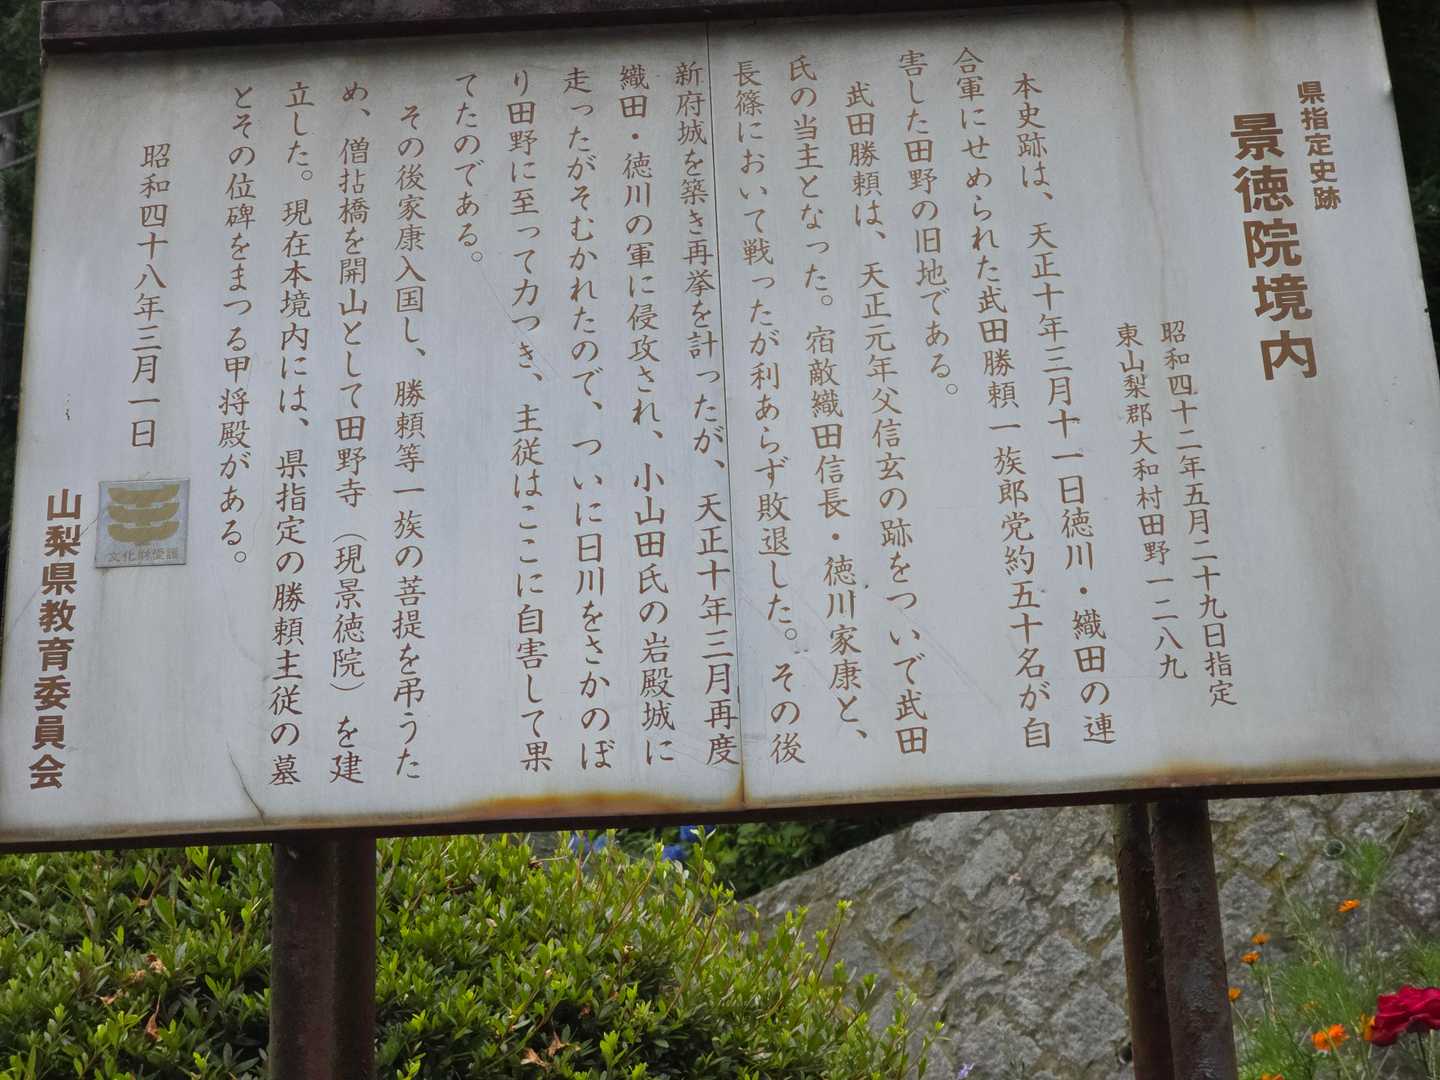 県指定史跡
景徳院境内
昭和四十二年五月二十九日指定
東山梨郡大和村田野一二八九
本史跡は、天正十年三月十一日徳川・織田の連
合軍にせめられた武田勝頼一族郎党約五十名が自
害した田野の旧地である。
武田勝頼は、天正元年父信玄の跡をついで武田
氏の当主となった。宿敵織田信長・徳川家康と、
長篠において戦ったが利あらず敗退した。その後
新府城を築き再挙を計ったが、天正十年三月再度
織田・徳川の軍に侵攻され、小山田氏の岩殿城に
走ったがそむかれたので、ついに日川をさかのぼ
り田野に至って力つき、主従はここに自害して果
てたのである。
その後家康入国し、勝頼等一族の菩提を弔うた
め、僧拈橋を開山として田野寺（現景徳院）を建
立した。現在本境内には、県指定の勝頼主従の墓
とその位碑をまつる甲将殿がある。
昭和四十八年三月一日
文化財愛護
山梨県教育委員会